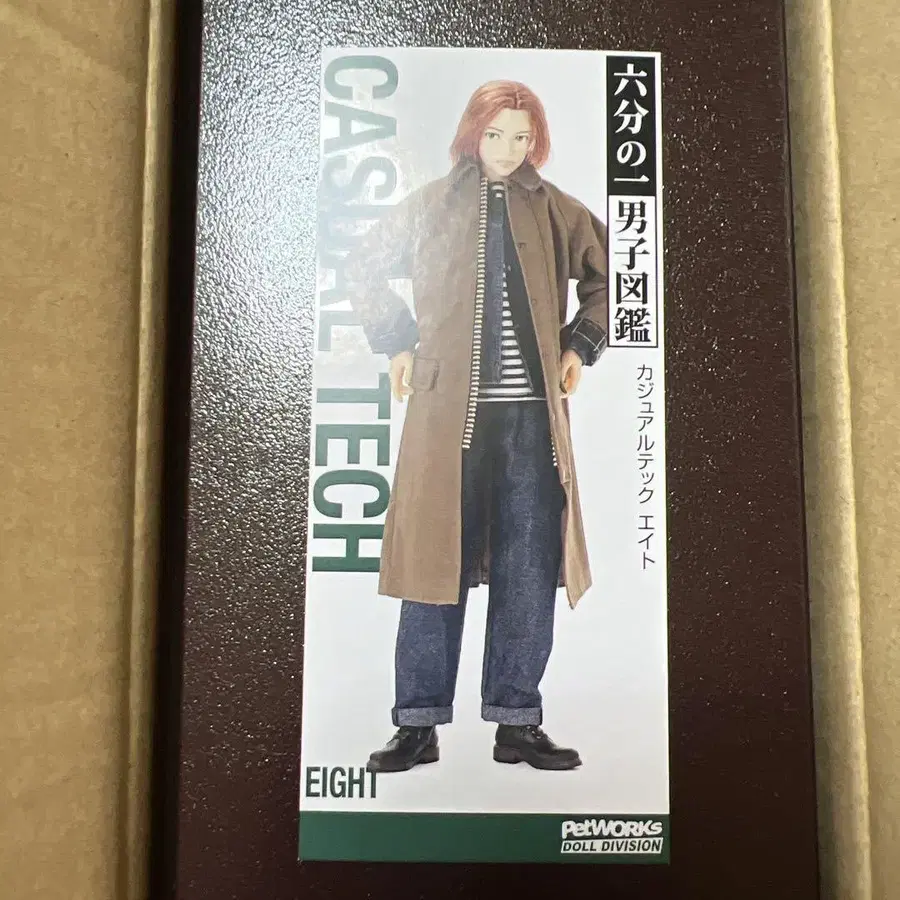 CASUAL TECH
六分の一
男子図鑑
カジュアルテック エイト
EIGHT
PetWORKs
DOLL DIVISION